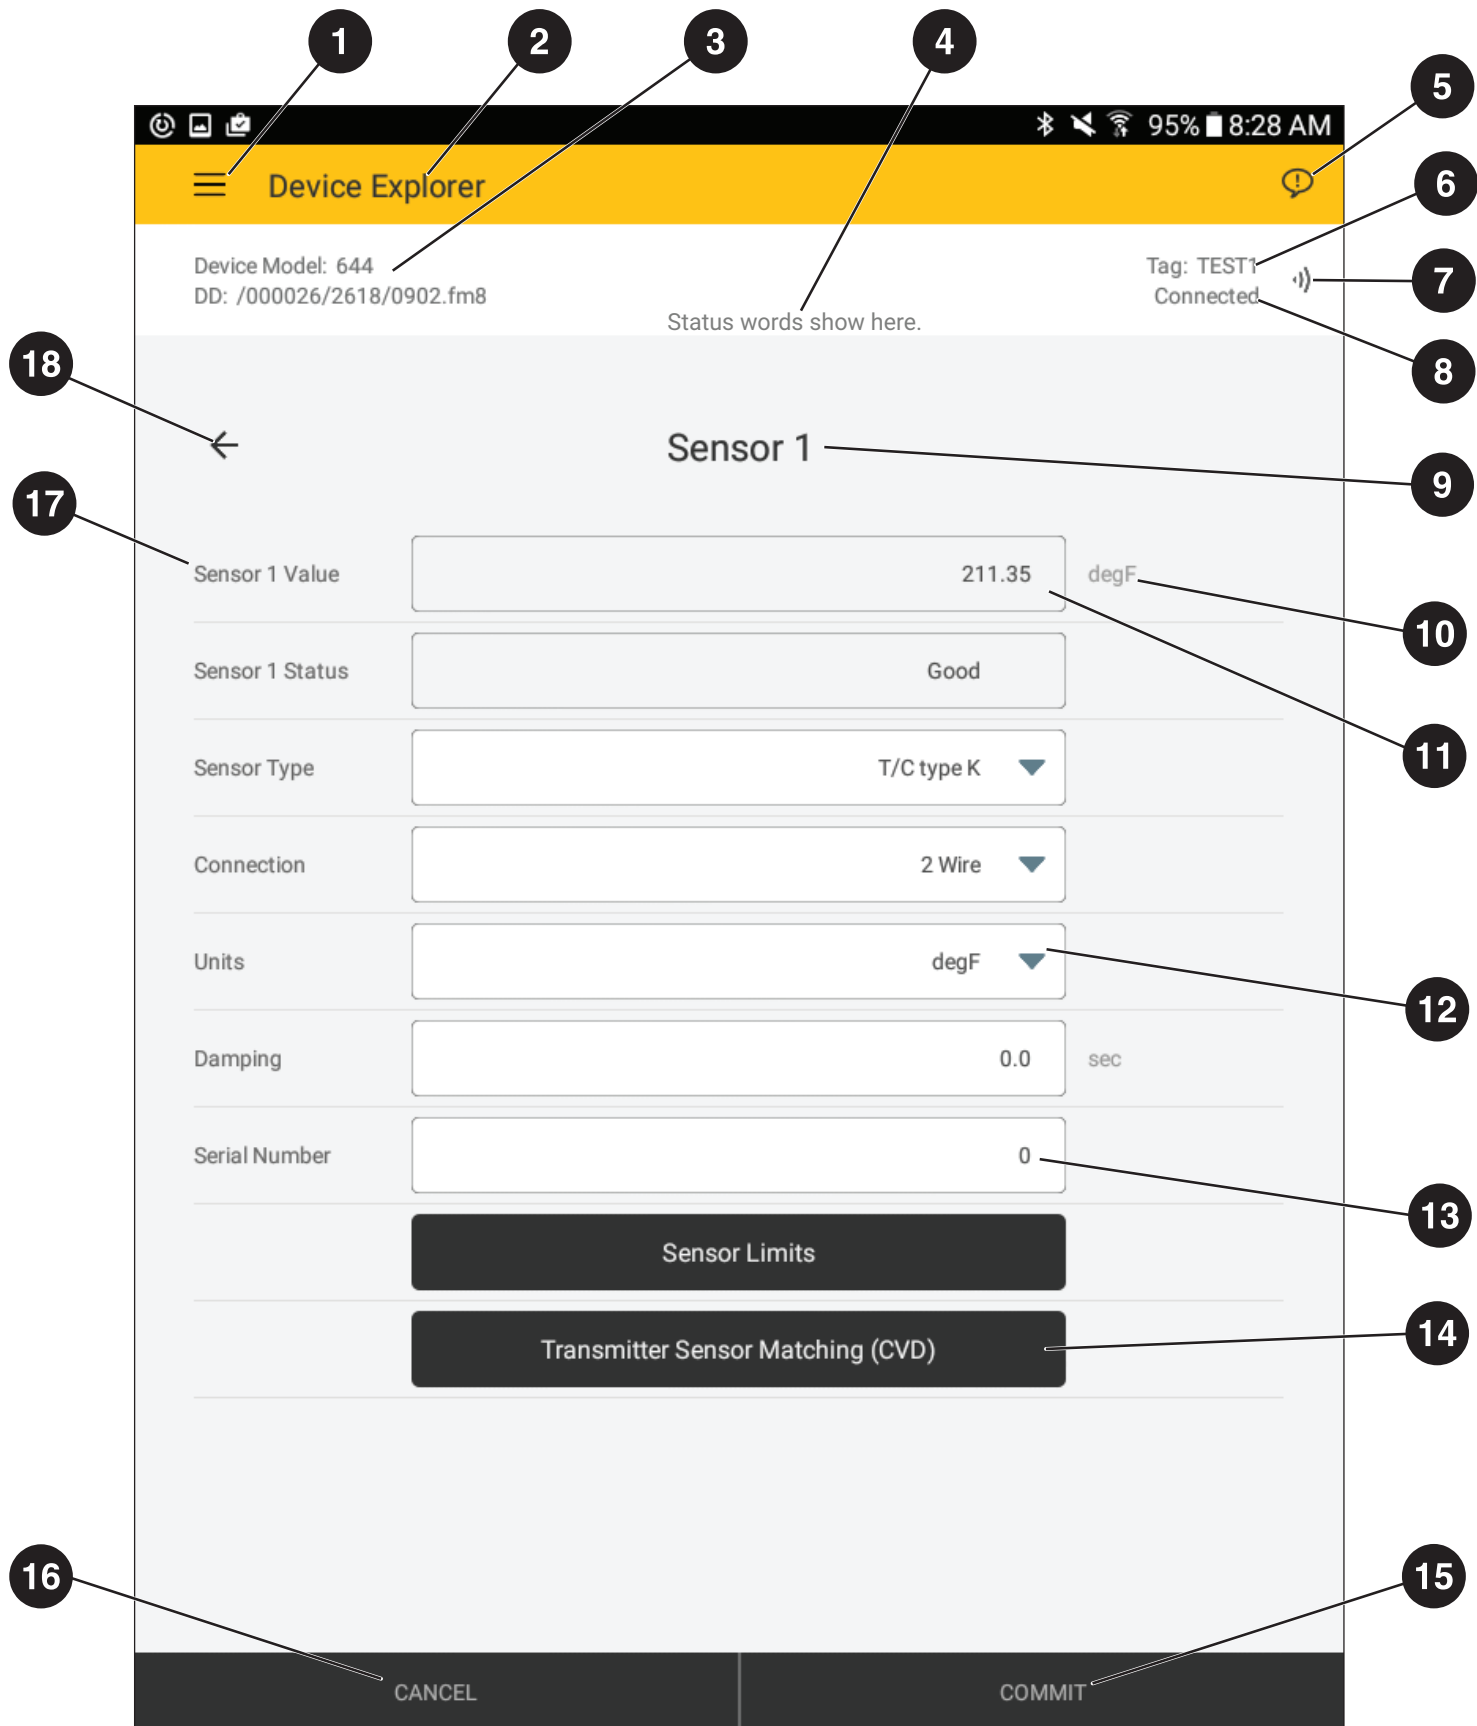 1 2 3 4
5
95% 8:28 AM
Device Explorer
6
Device Model: 644
Tag: TEST1
7
DD: /000026/2618/0902.fm8
Connected
Status words show here.
18
8
Sensor 1
17
9
Sensor 1 Value 211.35 degF
10
Sensor 1 Status Good
11
Sensor Type T/C type K
Connection 2 Wire
Units degF
12
Damping 0.0 sec
Serial Number 0
13
Sensor Limits
14
Transmitter Sensor Matching (CVD)
16
15
CANCEL COMMIT